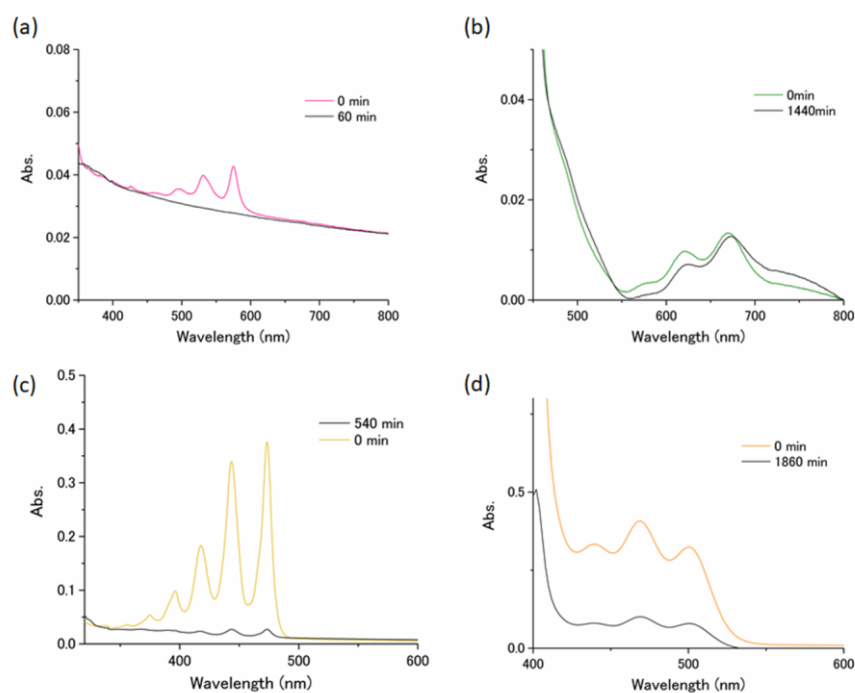 (a)
0.08
0.06
0.04
0.02
0.00
Abs.
0 min
60 min
400 500 600 700 800
Wavelength (nm)
(b)
0.04
0.02
0.00
Abs.
0min
1440min
500 600 700 800
Wavelength (nm)
(c)
0.5
0.4
0.3
0.2
0.1
0.0
Abs.
540 min
0 min
400 500 600
Wavelength (nm)
(d)
0.5
0.0
Abs.
0 min
1860 min
400 500 600
Wavelength (nm)